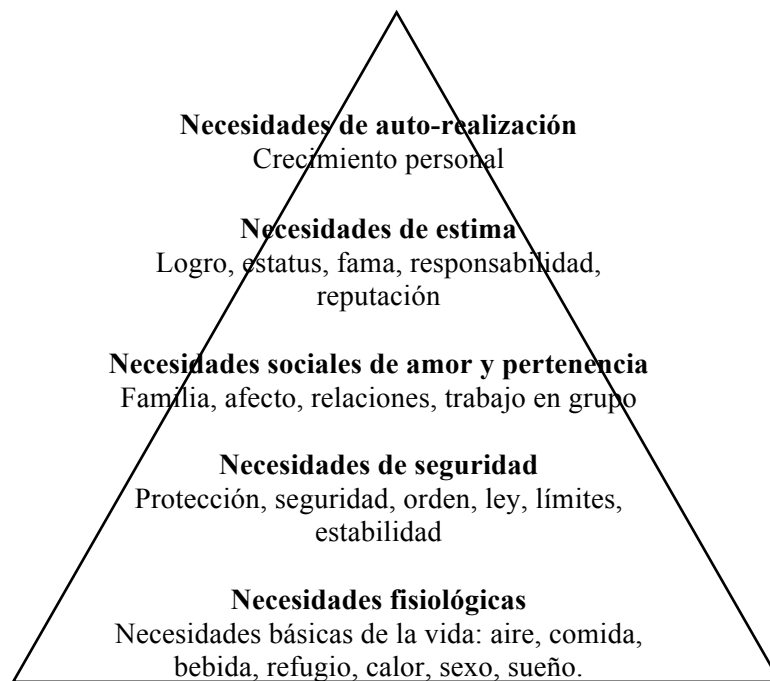 Necesidades de auto-realización
Crecimiento personal
Necesidades de estima
Logro, estatus, fama, responsabilidad,
reputación
Necesidades sociales de amor y pertenencia
Familia, afecto, relaciones, trabajo en grupo
Necesidades de seguridad
Protección, seguridad, orden, ley, límites,
estabilidad
Necesidades fisiológicas
Necesidades básicas de la vida: aire, comida,
bebida, refugio, calor, sexo, sueño.